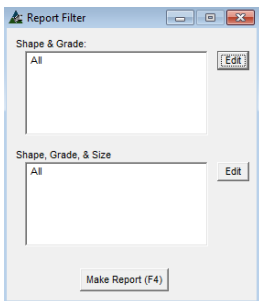 Report Filter
Shape & Grade:
All
Edit
Shape, Grade, & Size
All
Edit
Make Report (F4)